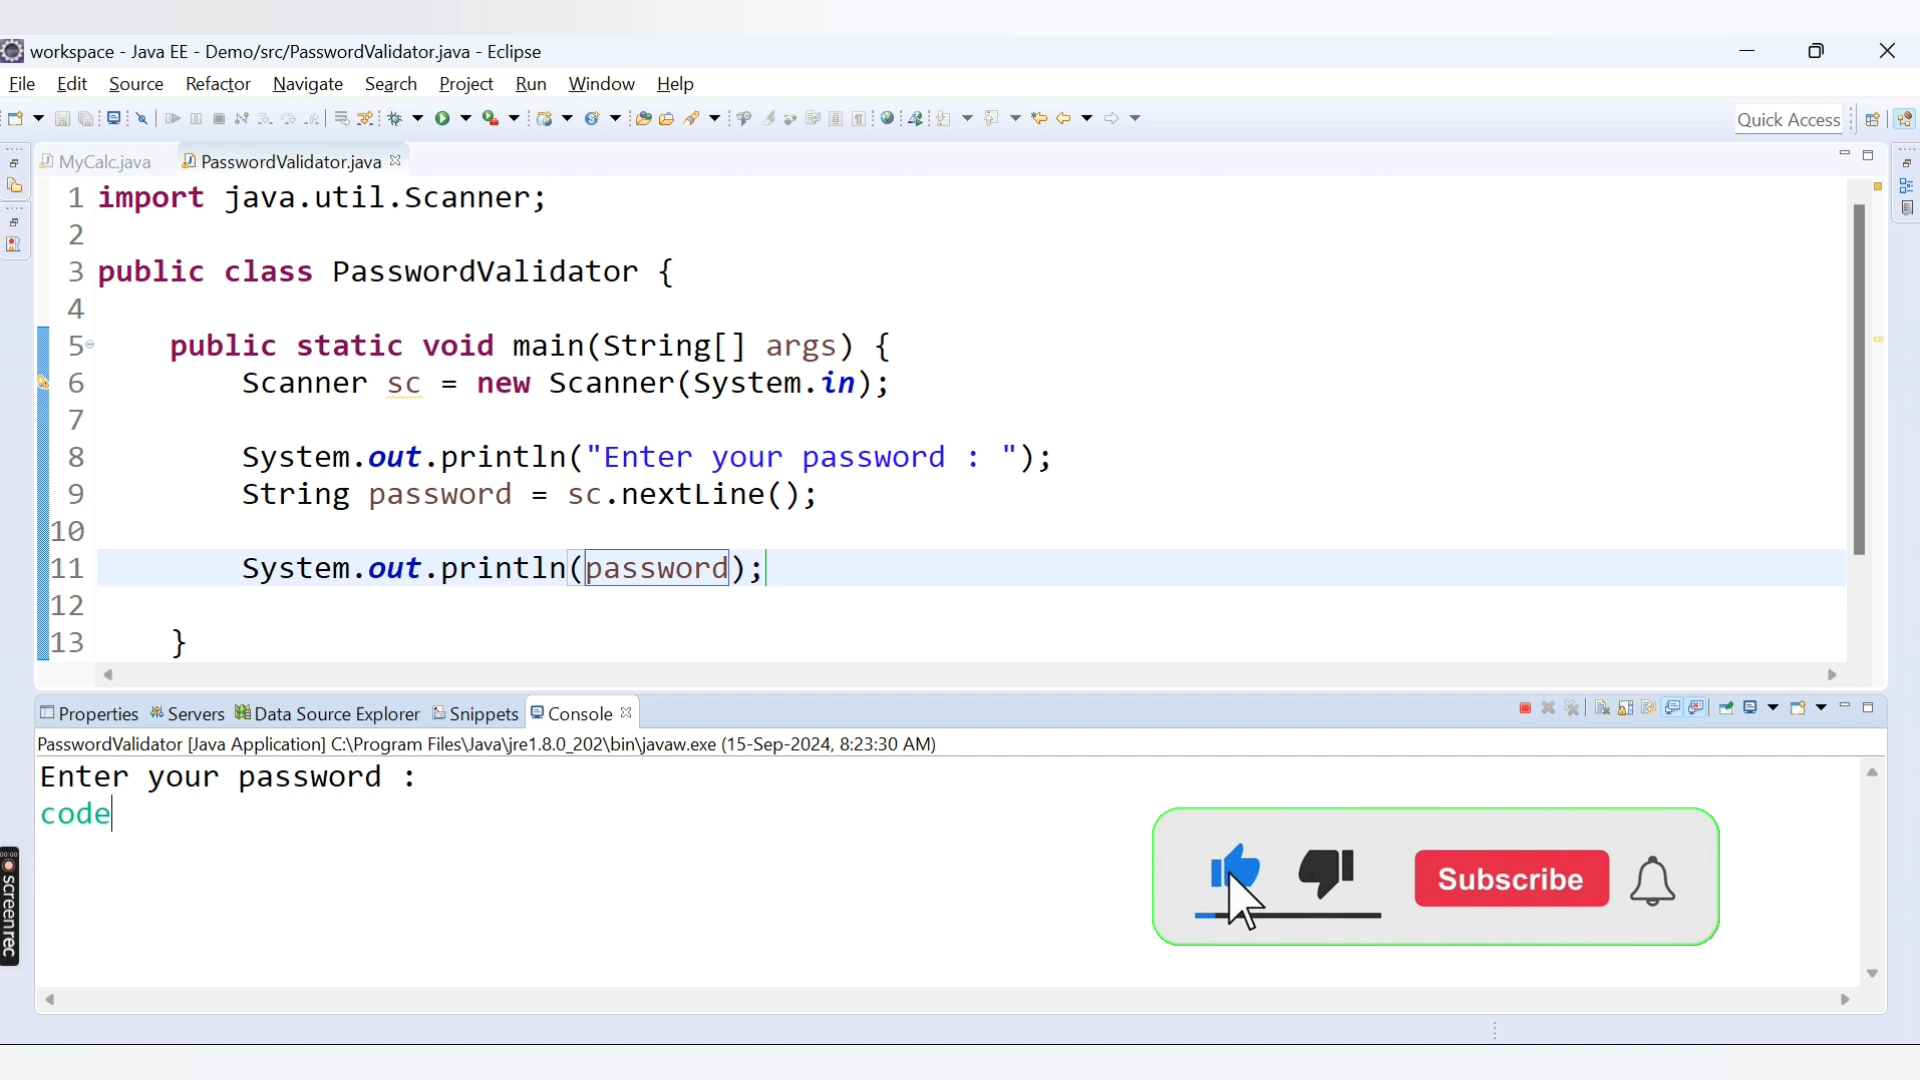 workspace - Java EE - Demo/src/PasswordValidator.java - Eclipse
File Edit Source Refactor Navigate Search Project Run Window Help
Quick Access
MyCalc.java PasswordValidator.java
1 import java.util.Scanner;
2
3 public class PasswordValidator {
4
5 public static void main(String[] args) {
6 Scanner sc = new Scanner(System.in);
7
8 System.out.println("Enter your password : ");
9 String password = sc.nextLine();
10
11 System.out.println(password);
12
13 }
Properties Servers Data Source Explorer Snippets Console
PasswordValidator [Java Application] C:\Program Files\Java\jre1.8.0_202\bin\javaw.exe (15-Sep-2024, 8:23:30 AM)
Enter your password :
code
Subscribe
00:00
screenrec